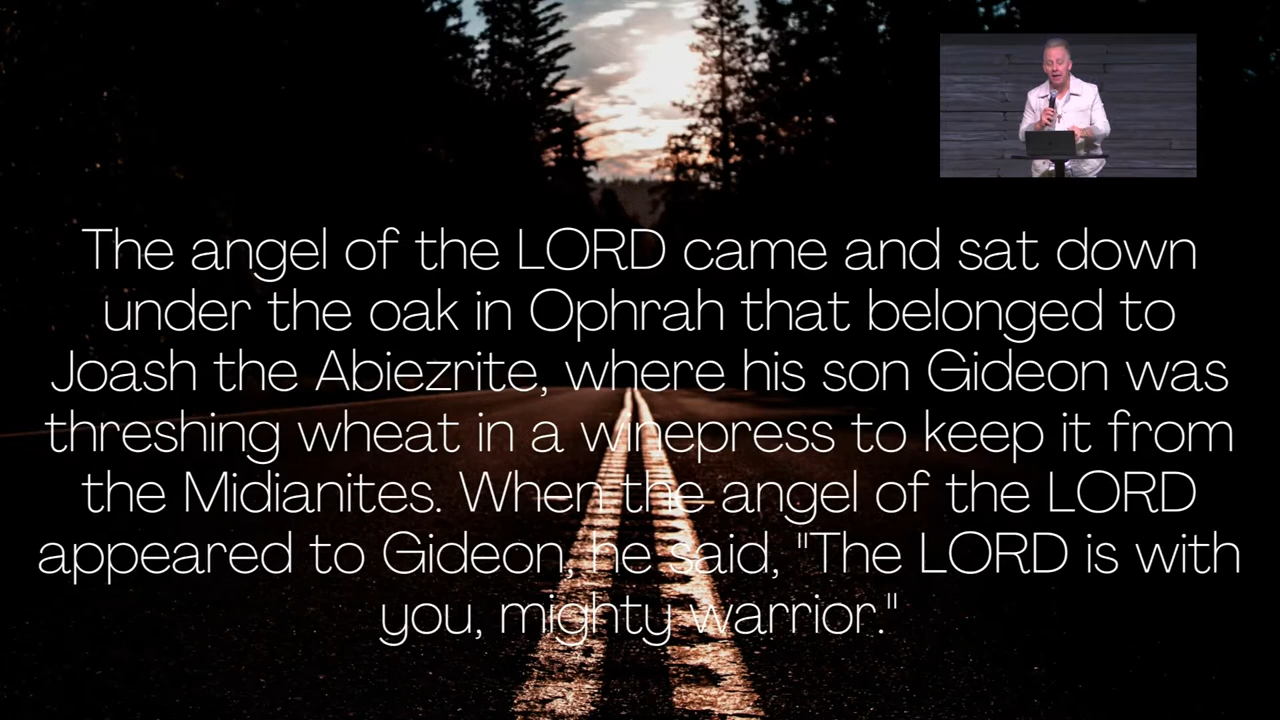 The angel of the LORD came and sat down
under the oak in Ophrah that belonged to
Joash the Abiezrite, where his son Gideon was
threshing wheat in a winepress to keep it from
the Midianites. When the angel of the LORD
appeared to Gideon, he said, "The LORD is with
you, mighty warrior."